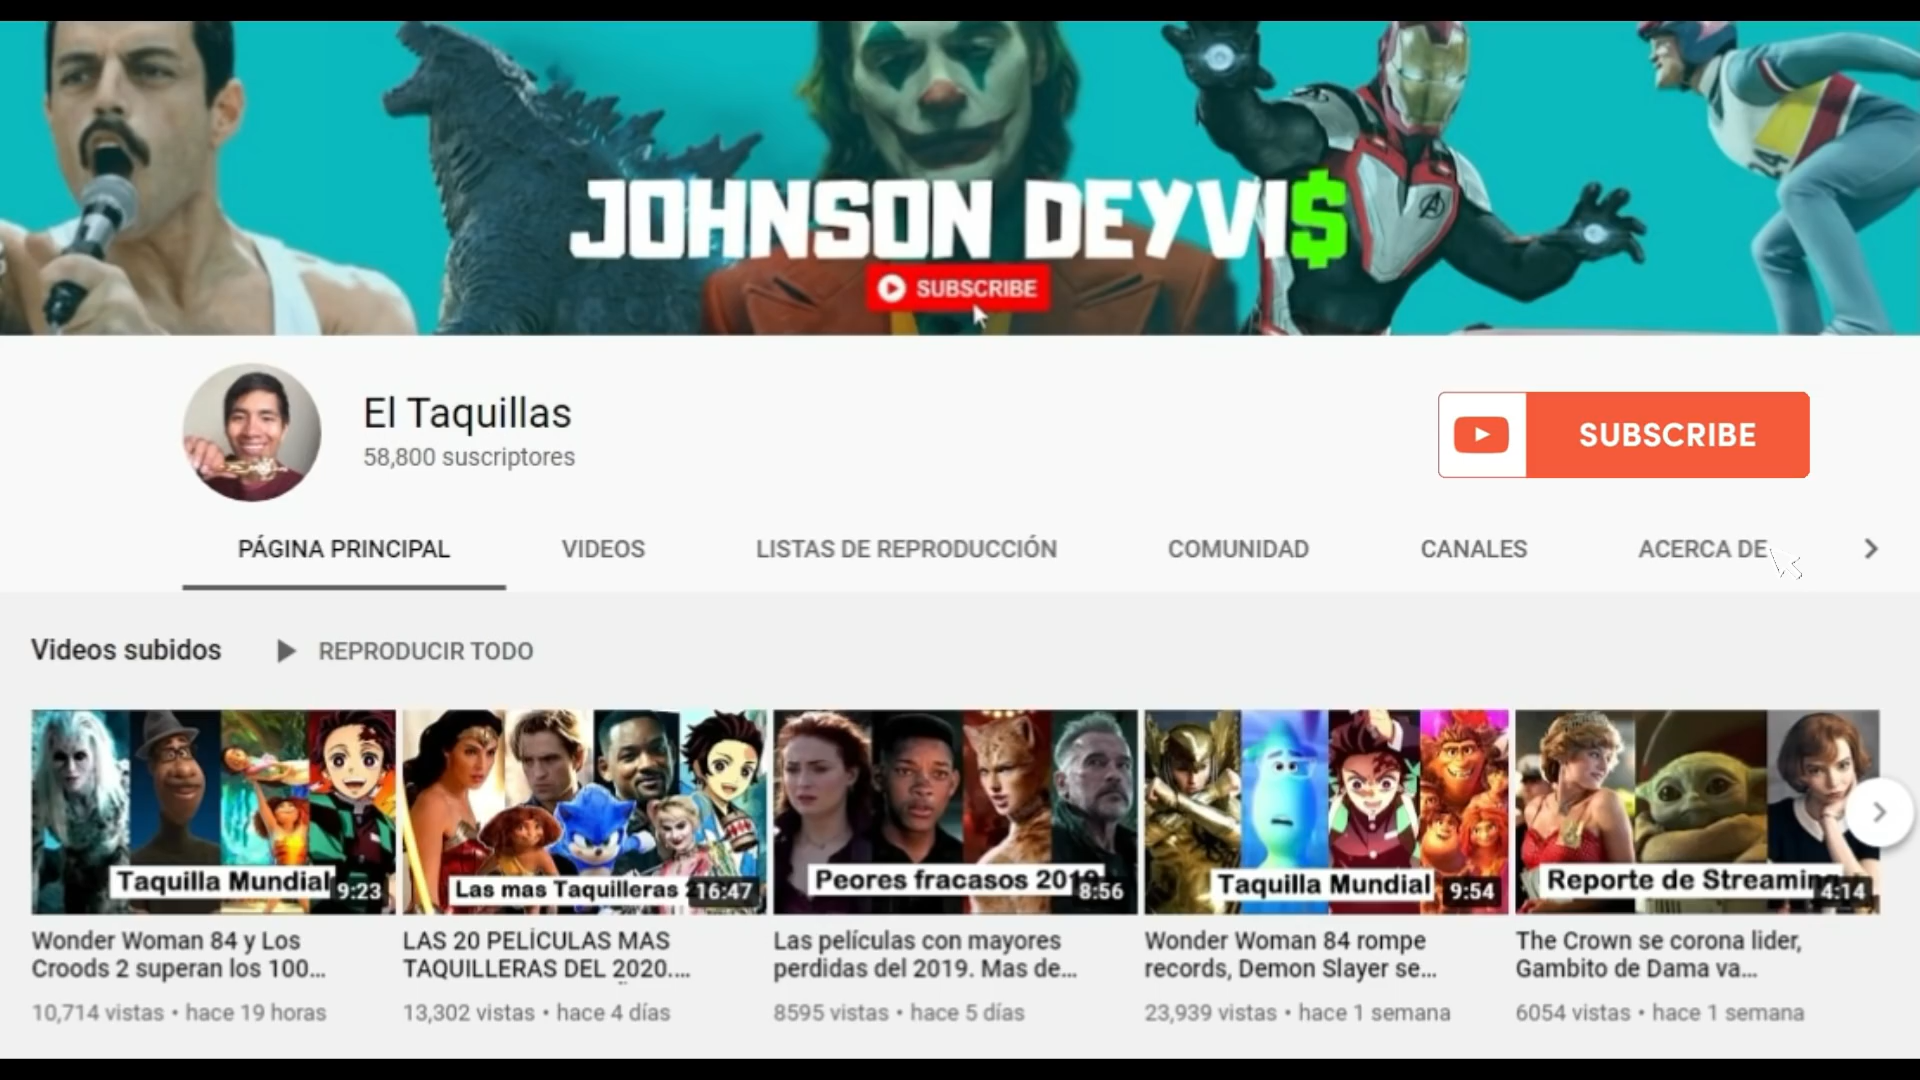 JOHNSON DEYVI$
SUBSCRIBE
El Taquillas
58,800 suscriptores
SUBSCRIBE
PÁGINA PRINCIPAL
VIDEOS
LISTAS DE REPRODUCCIÓN
COMUNIDAD
CANALES
ACERCA DE
Videos subidos
REPRODUCIR TODO
Taquilla Mundial
9:23
Las mas Taquilleras
16:47
Peores fracasos 2019
8:56
Taquilla Mundial
9:54
Reporte de Streaming
4:14
Wonder Woman 84 y Los
Croods 2 superan los 100...
10,714 vistas • hace 19 horas
LAS 20 PELÍCULAS MAS
TAQUILLERAS DEL 2020....
13,302 vistas • hace 4 días
Las películas con mayores
perdidas del 2019. Mas de...
8595 vistas • hace 5 días
Wonder Woman 84 rompe
records, Demon Slayer se...
23,939 vistas • hace 1 semana
The Crown se corona lider,
Gambito de Dama va...
6054 vistas • hace 1 semana